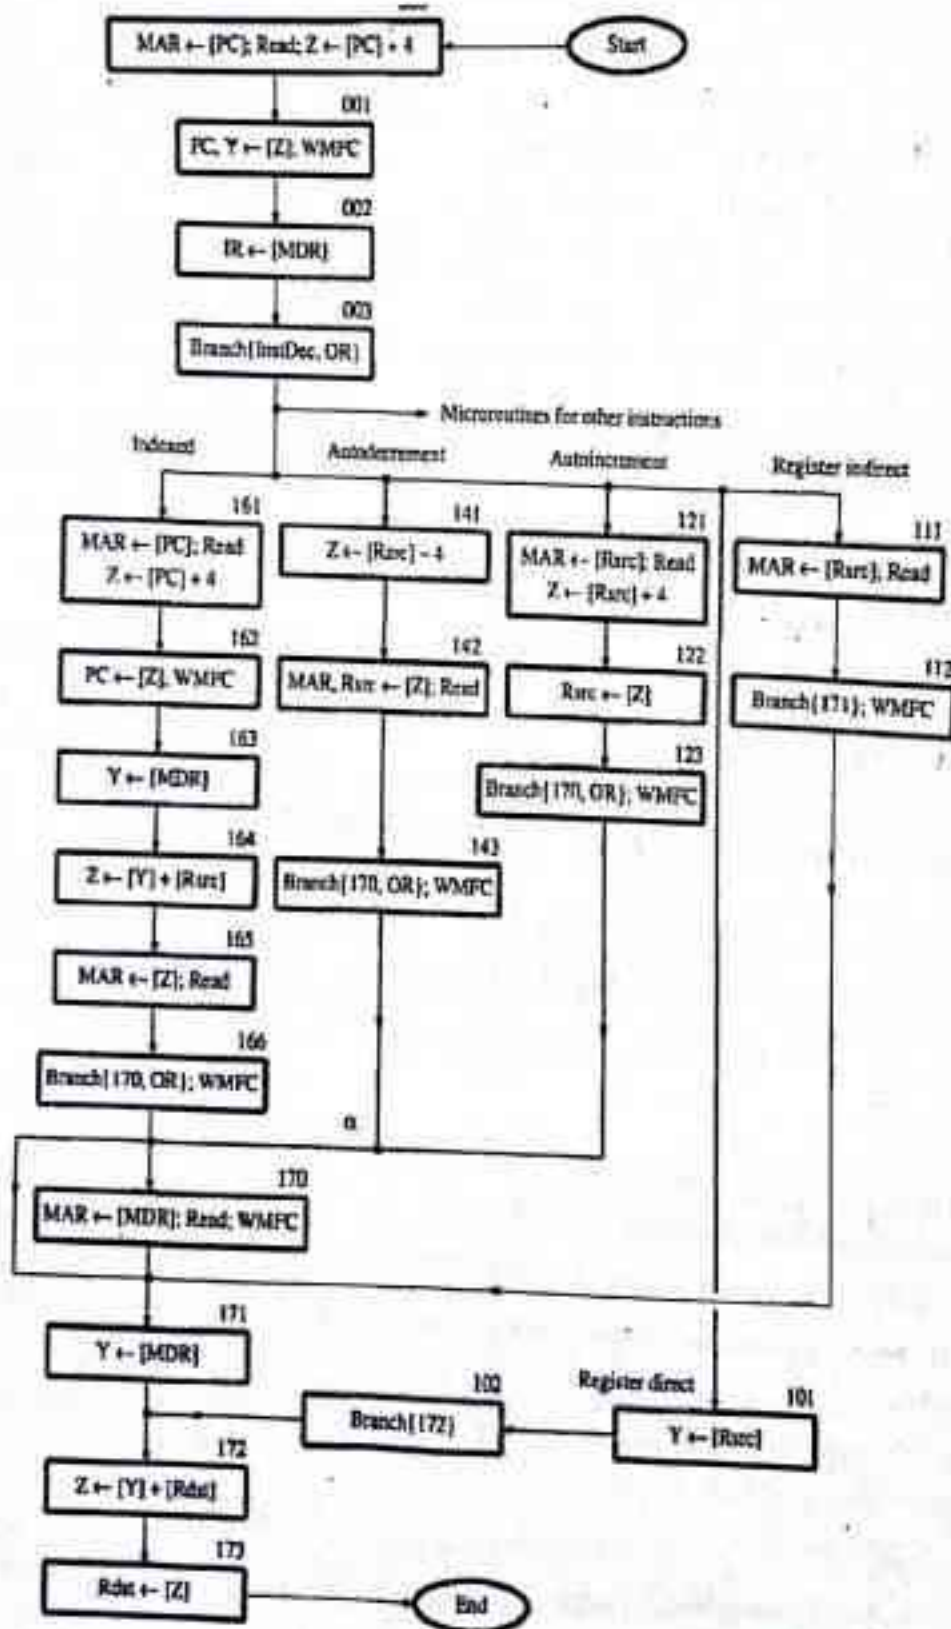 MAR ← [PC]; Read; Z ← [PC] + 4
Start
001
PC, Y ← [Z], WMFC
002
IR ← [MDR]
003
Branch{InstDec, OR}
Microroutines for other instructions
Indexed
Autodecrement
Autoincrement
Register indirect
161
MAR ← [PC]; Read
Z ← [PC] + 4
141
Z ← [Rsrc] − 4
121
MAR ← [Rsrc]; Read
Z ← [Rsrc] + 4
111
MAR ← [Rsrc]; Read
162
PC ← [Z], WMFC
142
MAR, Rsrc ← [Z]; Read
122
Rsrc ← [Z]
112
Branch{171}; WMFC
163
Y ← [MDR]
123
Branch{170, OR}; WMFC
164
Z ← [Y] + [Rsrc]
143
Branch{170, OR}; WMFC
165
MAR ← [Z]; Read
166
Branch{170, OR}; WMFC
α
170
MAR ← [MDR]; Read; WMFC
171
Y ← [MDR]
102
Branch{172}
Register direct
101
Y ← [Rsrc]
172
Z ← [Y] + [Rdst]
173
Rdst ← [Z]
End